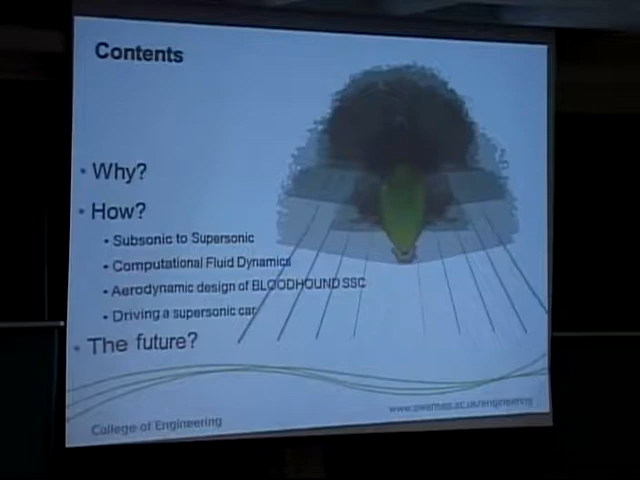 Contents
• Why?
• How?
• Subsonic to Supersonic
• Computational Fluid Dynamics
• Aerodynamic design of BLOODHOUND SSC
• Driving a supersonic car
• The future?
www.swansea.ac.uk/engineering
College of Engineering